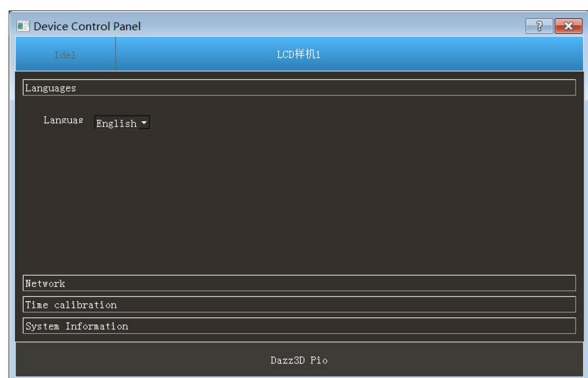 Device Control Panel
Idel
LCD样机1
Languages
Languag
English
Network
Time calibration
System Information
Dazz3D Pio